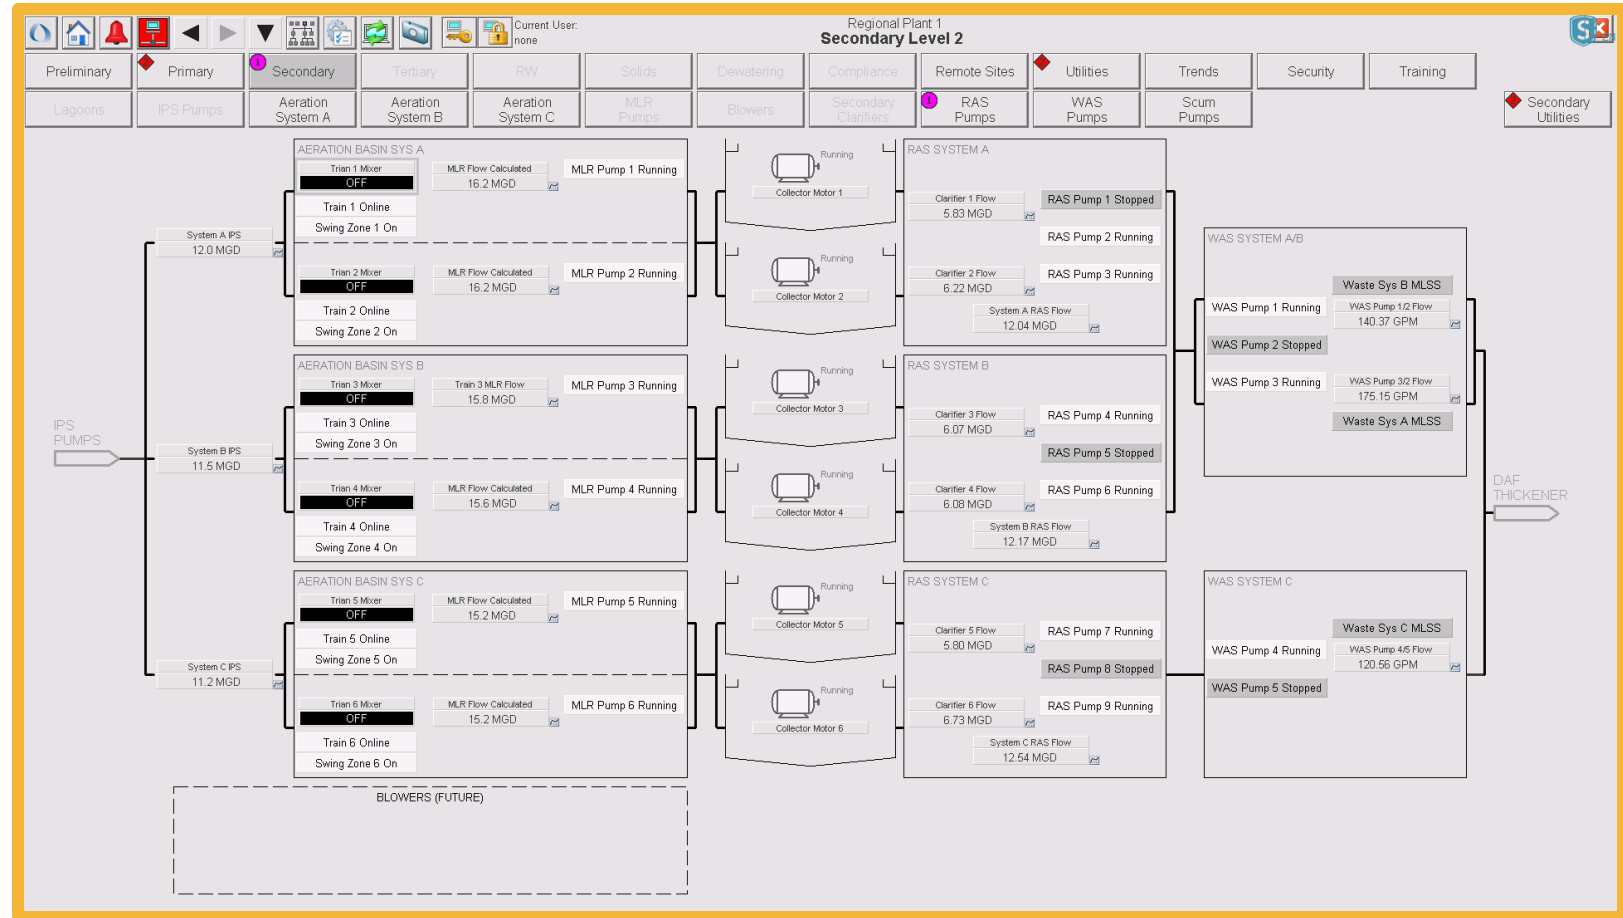 Current User:
none
Regional Plant 1
Secondary Level 2
Preliminary
2
Primary
1
Secondary
Tertiary
RW
Solids
Dewatering
Compliance
Remote Sites
2
Utilities
Trends
Security
Training
Lagoons
IPS Pumps
Aeration
System A
Aeration
System B
Aeration
System C
MLR
Pumps
Blowers
Secondary
Clarifiers
1
RAS
Pumps
WAS
Pumps
Scum
Pumps
2
Secondary
Utilities
IPS
PUMPS
System A IPS
12.0 MGD
System B IPS
11.5 MGD
System C IPS
11.2 MGD
AERATION BASIN SYS A
Trian 1 Mixer
OFF
Train 1 Online
Swing Zone 1 On
MLR Flow Calculated
16.2 MGD
MLR Pump 1 Running
Trian 2 Mixer
OFF
Train 2 Online
Swing Zone 2 On
MLR Flow Calculated
16.2 MGD
MLR Pump 2 Running
AERATION BASIN SYS B
Trian 3 Mixer
OFF
Train 3 Online
Swing Zone 3 On
Train 3 MLR Flow
15.8 MGD
MLR Pump 3 Running
Trian 4 Mixer
OFF
Train 4 Online
Swing Zone 4 On
MLR Flow Calculated
15.6 MGD
MLR Pump 4 Running
AERATION BASIN SYS C
Trian 5 Mixer
OFF
Train 5 Online
Swing Zone 5 On
MLR Flow Calculated
15.2 MGD
MLR Pump 5 Running
Trian 6 Mixer
OFF
Train 6 Online
Swing Zone 6 On
MLR Flow Calculated
15.2 MGD
MLR Pump 6 Running
BLOWERS (FUTURE)
Running
Collector Motor 1
Running
Collector Motor 2
Running
Collector Motor 3
Running
Collector Motor 4
Running
Collector Motor 5
Running
Collector Motor 6
RAS SYSTEM A
Clarifier 1 Flow
5.83 MGD
RAS Pump 1 Stopped
RAS Pump 2 Running
Clarifier 2 Flow
6.22 MGD
RAS Pump 3 Running
System A RAS Flow
12.04 MGD
RAS SYSTEM B
Clarifier 3 Flow
6.07 MGD
RAS Pump 4 Running
RAS Pump 5 Stopped
Clarifier 4 Flow
6.08 MGD
RAS Pump 6 Running
System B RAS Flow
12.17 MGD
RAS SYSTEM C
Clarifier 5 Flow
5.80 MGD
RAS Pump 7 Running
RAS Pump 8 Stopped
Clarifier 6 Flow
6.73 MGD
RAS Pump 9 Running
System C RAS Flow
12.54 MGD
WAS SYSTEM A/B
Waste Sys B MLSS
WAS Pump 1 Running
WAS Pump 1/2 Flow
140.37 GPM
WAS Pump 2 Stopped
WAS Pump 3 Running
WAS Pump 3/2 Flow
175.15 GPM
Waste Sys A MLSS
WAS SYSTEM C
Waste Sys C MLSS
WAS Pump 4 Running
WAS Pump 4/5 Flow
120.56 GPM
WAS Pump 5 Stopped
DAF
THICKENER